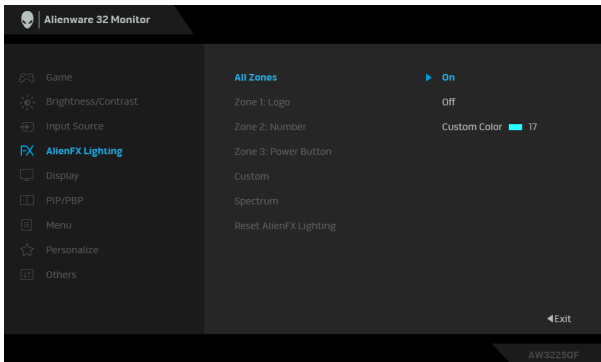 Alienware 32 Monitor
Game
Brightness/Contrast
Input Source
FX AlienFX Lighting
Display
PIP/PBP
Menu
Personalize
Others
All Zones
Zone 1: Logo
Zone 2: Number
Zone 3: Power Button
Custom
Spectrum
Reset AlienFX Lighting
On
Off
Custom Color 17
Exit
AW3225QF